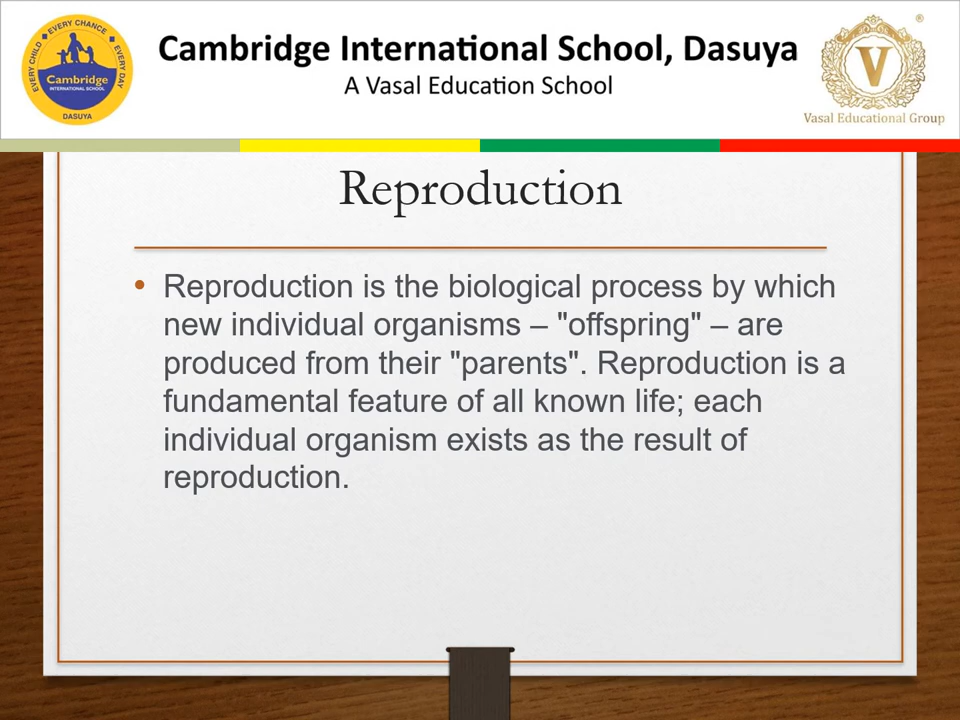 EVERY CHILD • EVERY CHANCE • EVERY DAY
Cambridge
INTERNATIONAL SCHOOL
DASUYA
Cambridge International School, Dasuya
A Vasal Education School
®
V
Vasal Educational Group
Reproduction
• Reproduction is the biological process by which
new individual organisms – "offspring" – are
produced from their "parents". Reproduction is a
fundamental feature of all known life; each
individual organism exists as the result of
reproduction.